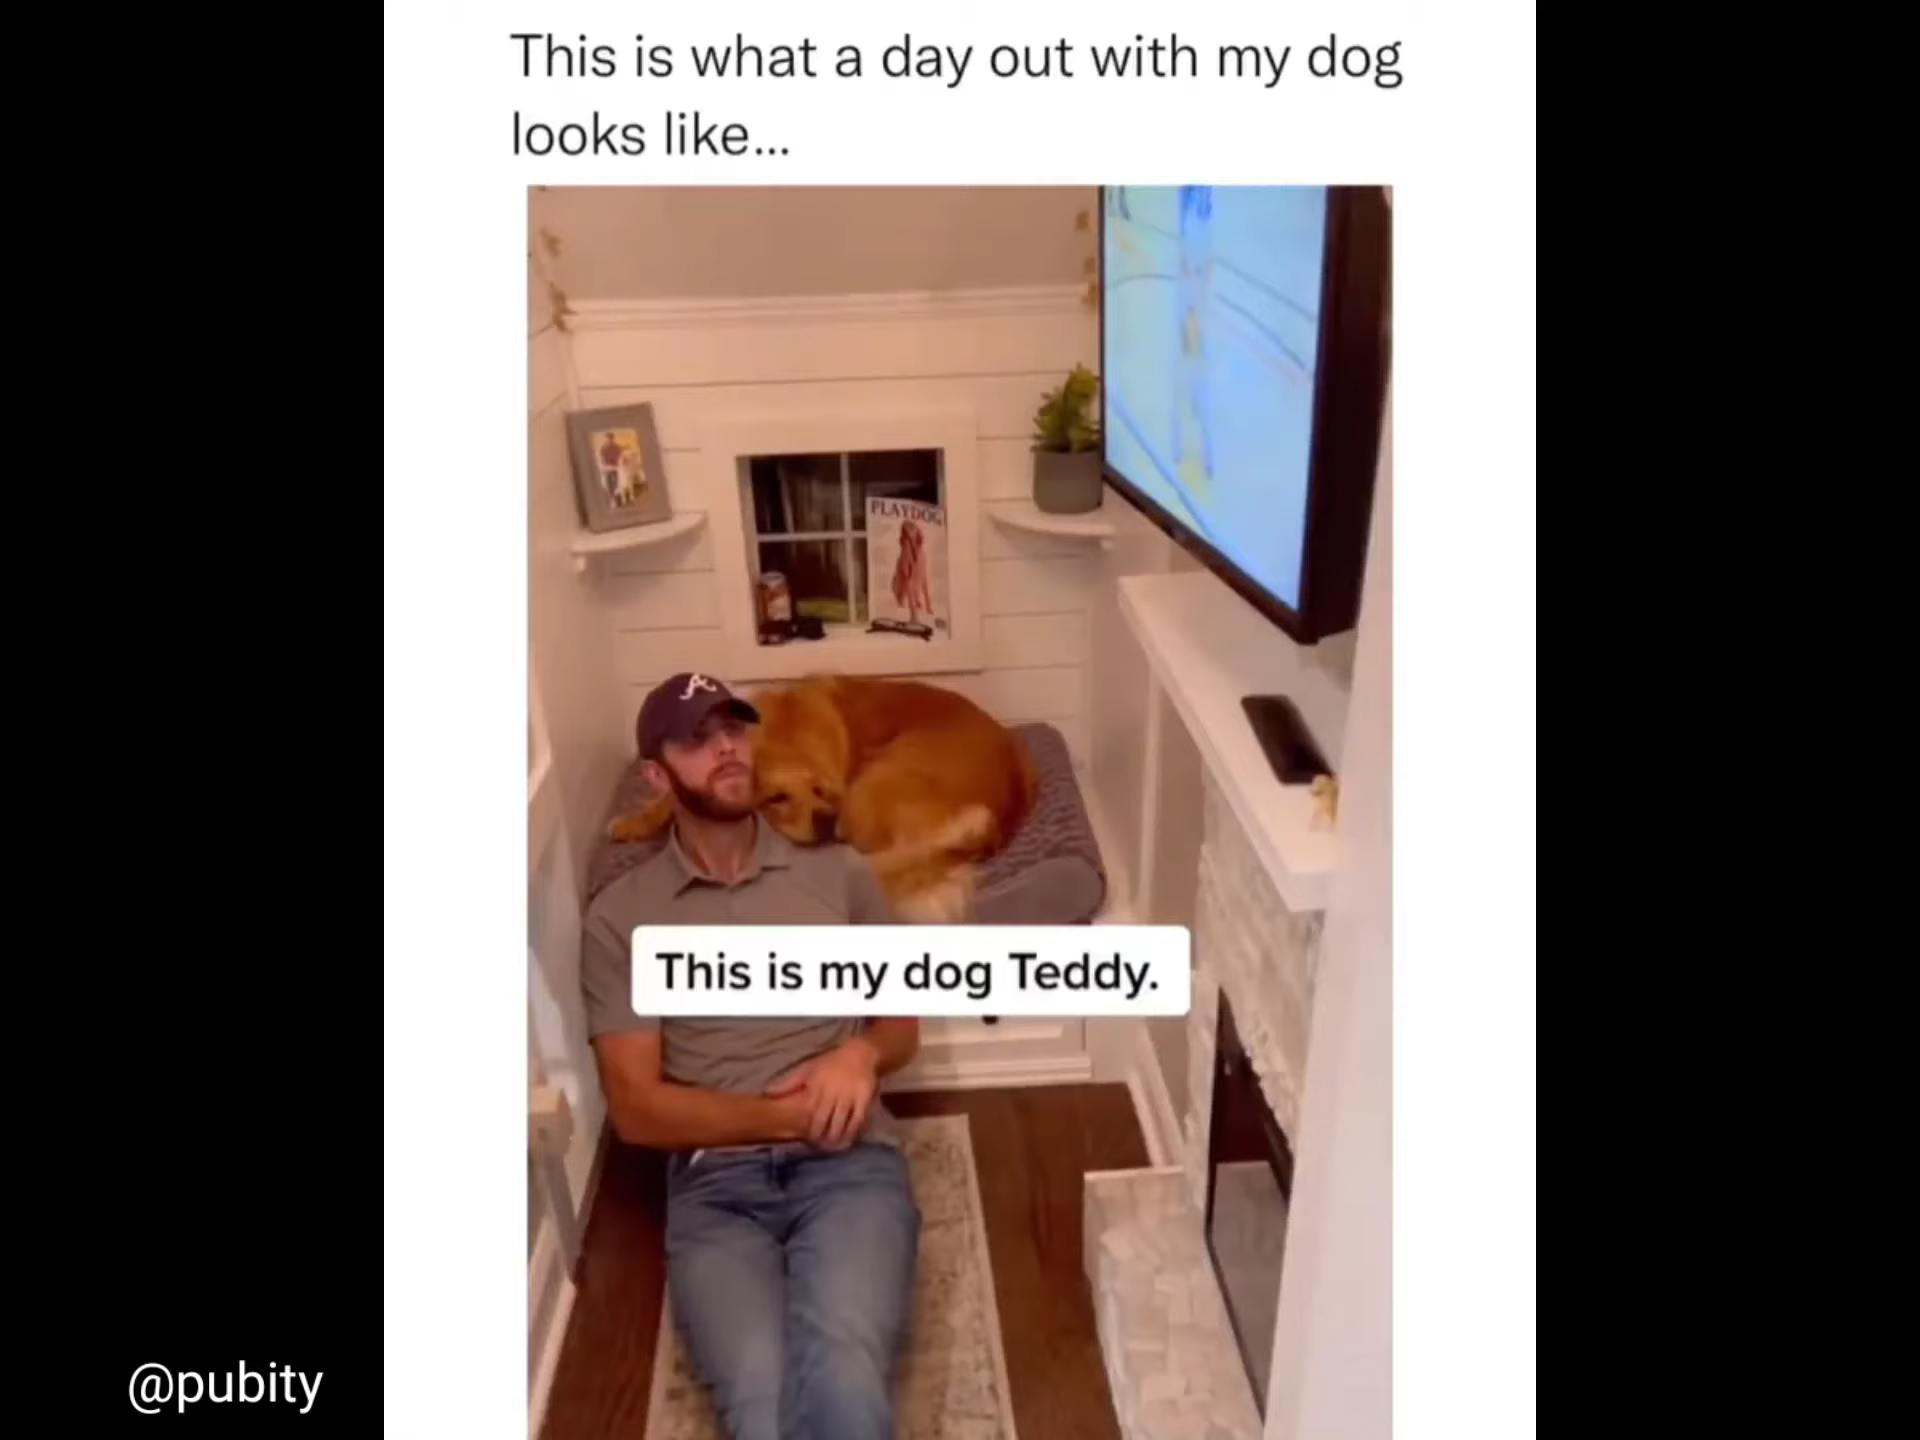 This is what a day out with my dog
looks like...
PLAYDOG
A
This is my dog Teddy.
@pubity